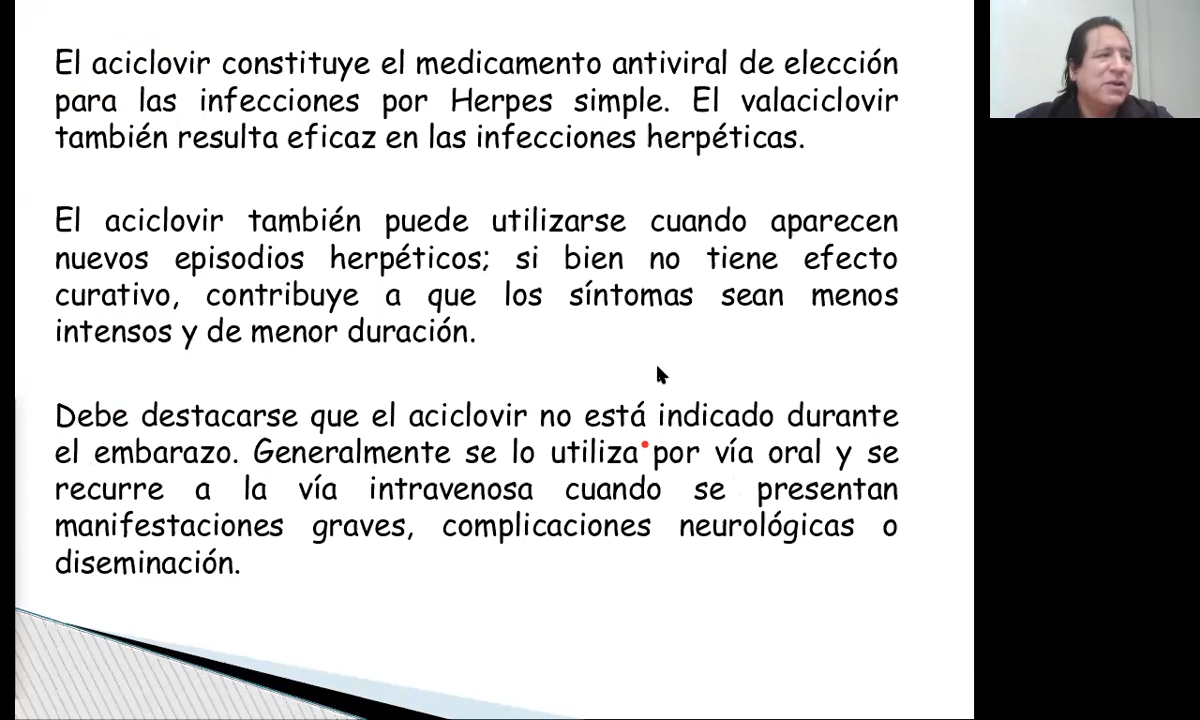 El aciclovir constituye el medicamento antiviral de elección
para las infecciones por Herpes simple. El valaciclovir
también resulta eficaz en las infecciones herpéticas.
El aciclovir también puede utilizarse cuando aparecen
nuevos episodios herpéticos; si bien no tiene efecto
curativo, contribuye a que los síntomas sean menos
intensos y de menor duración.
Debe destacarse que el aciclovir no está indicado durante
el embarazo. Generalmente se lo utiliza por vía oral y se
recurre a la vía intravenosa cuando se presentan
manifestaciones graves, complicaciones neurológicas o
diseminación.